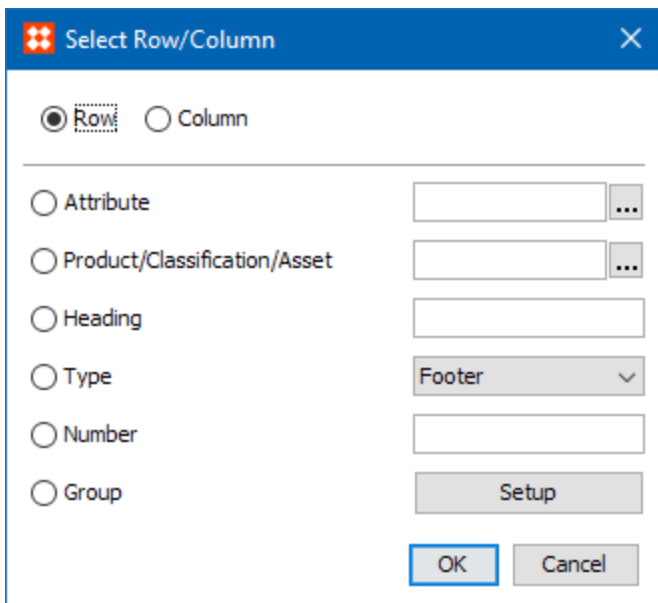 Select Row/Column
Row Column
Attribute ...
Product/Classification/Asset ...
Heading
Type Footer
Number
Group Setup
OK Cancel